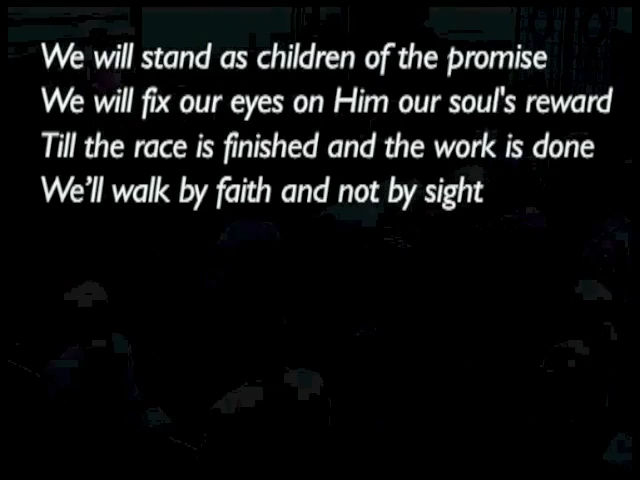 We will stand as children of the promise
We will fix our eyes on Him our soul's reward
Till the race is finished and the work is done
We’ll walk by faith and not by sight